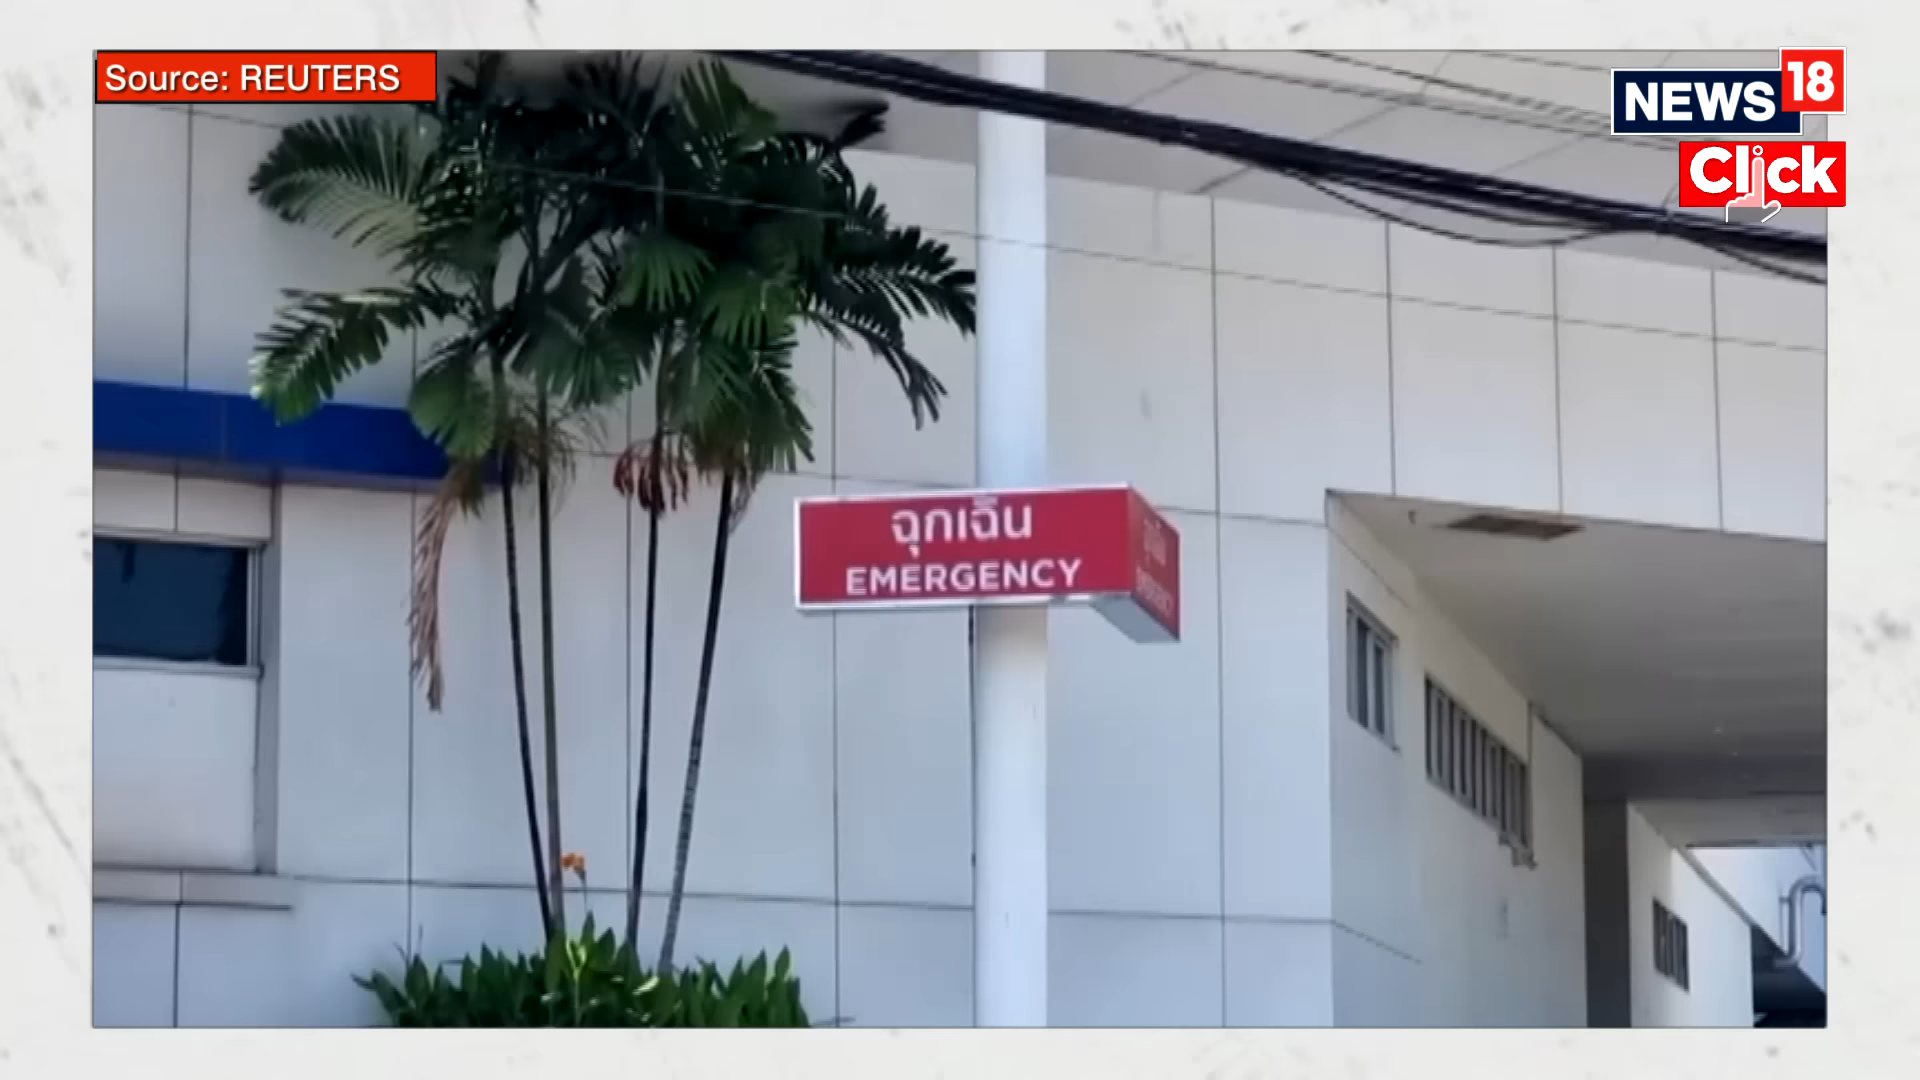 Source: REUTERS
NEWS18
Click
ฉุกเฉิน
EMERGENCY